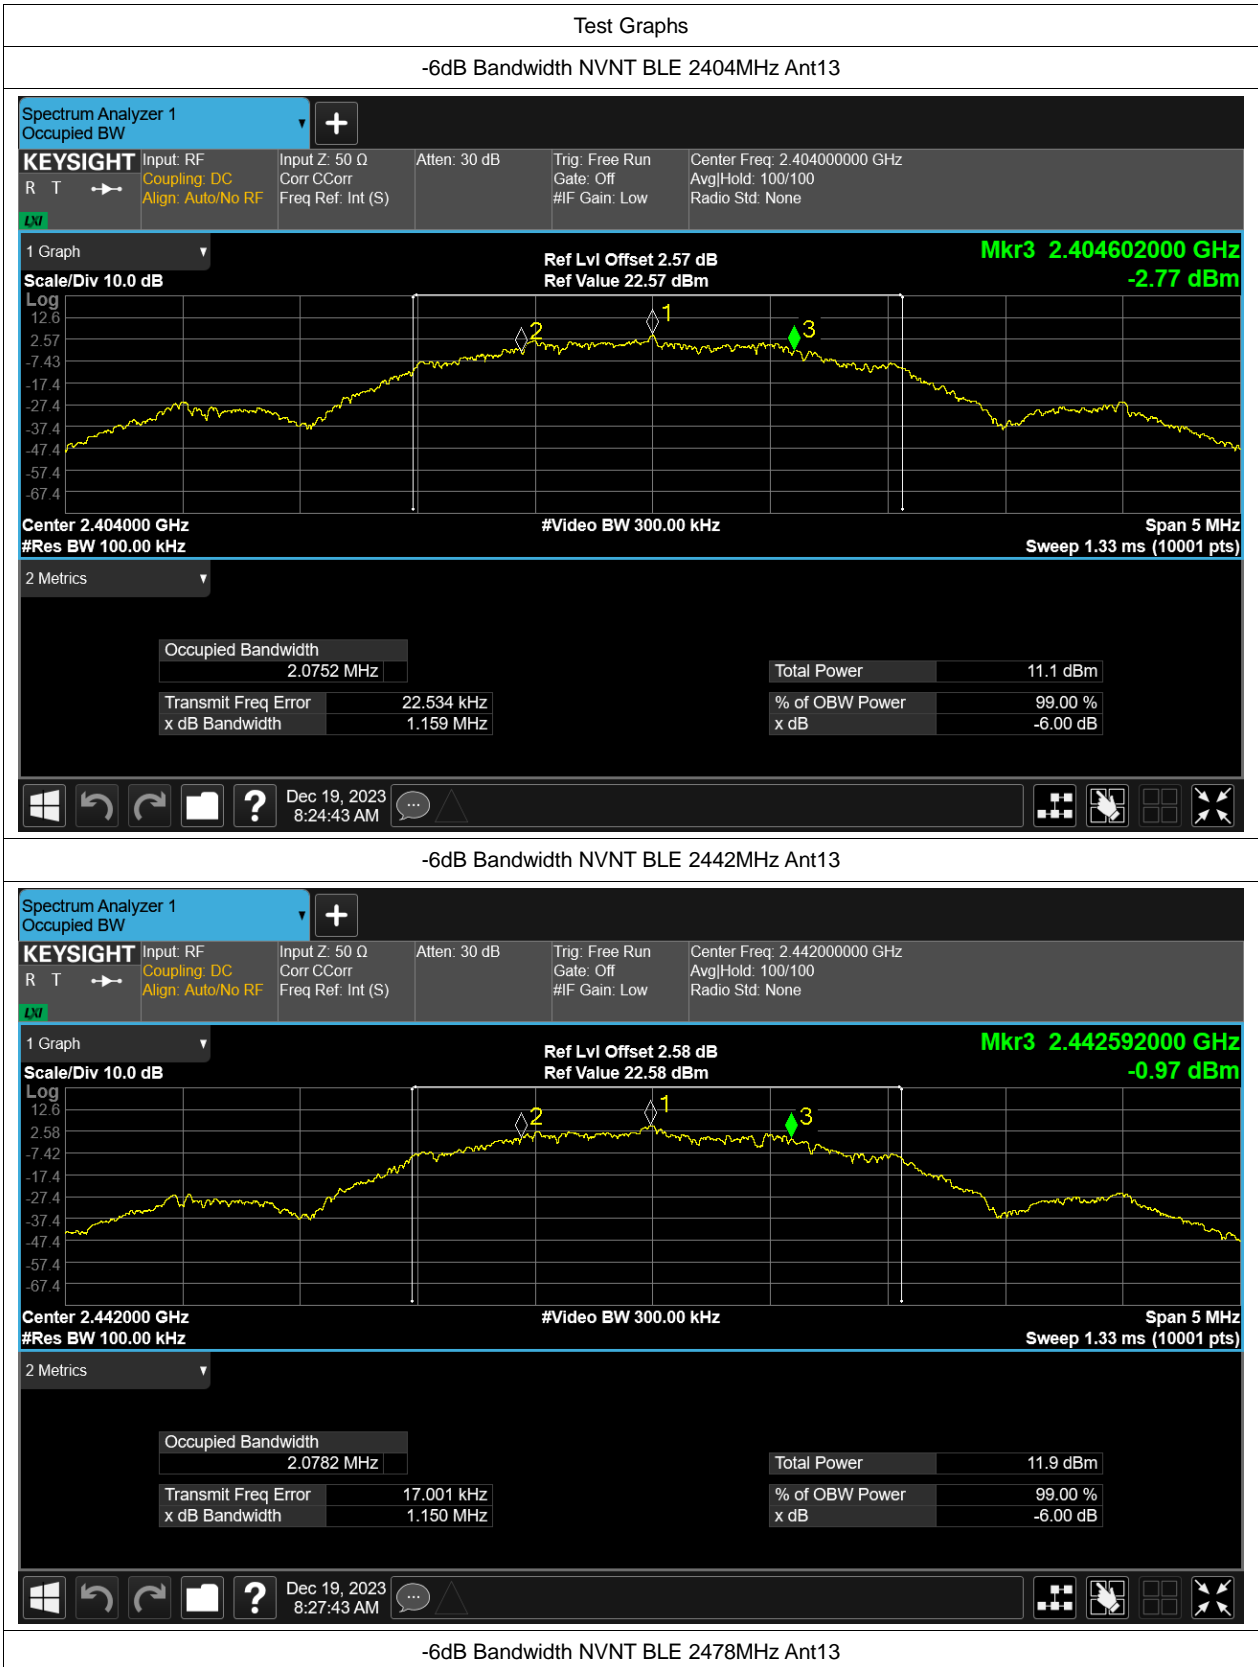 Test Graphs
-6dB Bandwidth NVNT BLE 2404MHz Ant13
Spectrum Analyzer 1
Occupied BW
KEYSIGHT Input: RF Input Z: 50 Ω Atten: 30 dB Trig: Free Run Center Freq: 2.404000000 GHz
R T Coupling: DC Corr CCorr Gate: Off Avg|Hold: 100/100
Align: Auto/No RF Freq Ref: Int (S) #IF Gain: Low Radio Std: None
LXI
1 Graph Ref Lvl Offset 2.57 dB Mkr3 2.404602000 GHz
Scale/Div 10.0 dB Ref Value 22.57 dBm -2.77 dBm
Log
12.6
2.57
-7.43
-17.4
-27.4
-37.4
-47.4
-57.4
-67.4
2 1 3
Center 2.404000 GHz #Video BW 300.00 kHz Span 5 MHz
#Res BW 100.00 kHz Sweep 1.33 ms (10001 pts)
2 Metrics
Occupied Bandwidth
2.0752 MHz Total Power 11.1 dBm
Transmit Freq Error 22.534 kHz % of OBW Power 99.00 %
x dB Bandwidth 1.159 MHz x dB -6.00 dB
Dec 19, 2023
8:24:43 AM
-6dB Bandwidth NVNT BLE 2442MHz Ant13
Spectrum Analyzer 1
Occupied BW
KEYSIGHT Input: RF Input Z: 50 Ω Atten: 30 dB Trig: Free Run Center Freq: 2.442000000 GHz
R T Coupling: DC Corr CCorr Gate: Off Avg|Hold: 100/100
Align: Auto/No RF Freq Ref: Int (S) #IF Gain: Low Radio Std: None
LXI
1 Graph Ref Lvl Offset 2.58 dB Mkr3 2.442592000 GHz
Scale/Div 10.0 dB Ref Value 22.58 dBm -0.97 dBm
Log
12.6
2.58
-7.42
-17.4
-27.4
-37.4
-47.4
-57.4
-67.4
2 1 3
Center 2.442000 GHz #Video BW 300.00 kHz Span 5 MHz
#Res BW 100.00 kHz Sweep 1.33 ms (10001 pts)
2 Metrics
Occupied Bandwidth
2.0782 MHz Total Power 11.9 dBm
Transmit Freq Error 17.001 kHz % of OBW Power 99.00 %
x dB Bandwidth 1.150 MHz x dB -6.00 dB
Dec 19, 2023
8:27:43 AM
-6dB Bandwidth NVNT BLE 2478MHz Ant13